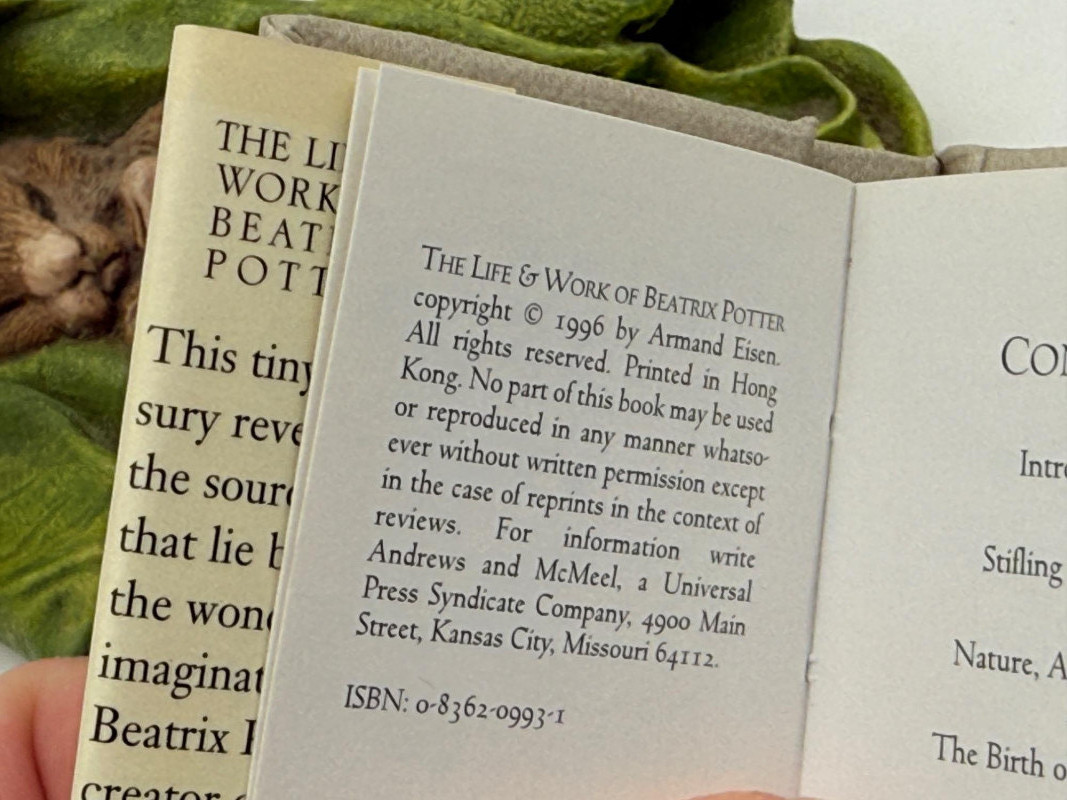 THE LI
WORK
BEAT
POTT
This tiny
sury reve
the sour
that lie b
the won
imaginat
Beatrix
creator
THE LIFE & WORK OF BEATRIX POTTER
copyright © 1996 by Armand Eisen.
All rights reserved. Printed in Hong
Kong. No part of this book may be used
or reproduced in any manner whatso-
ever without written permission except
in the case of reprints in the context of
reviews. For information write
Andrews and McMeel, a Universal
Press Syndicate Company, 4900 Main
Street, Kansas City, Missouri 64112.
ISBN: 0-8362-0993-1
CON
Intro
Stifling
Nature, A
The Birth o